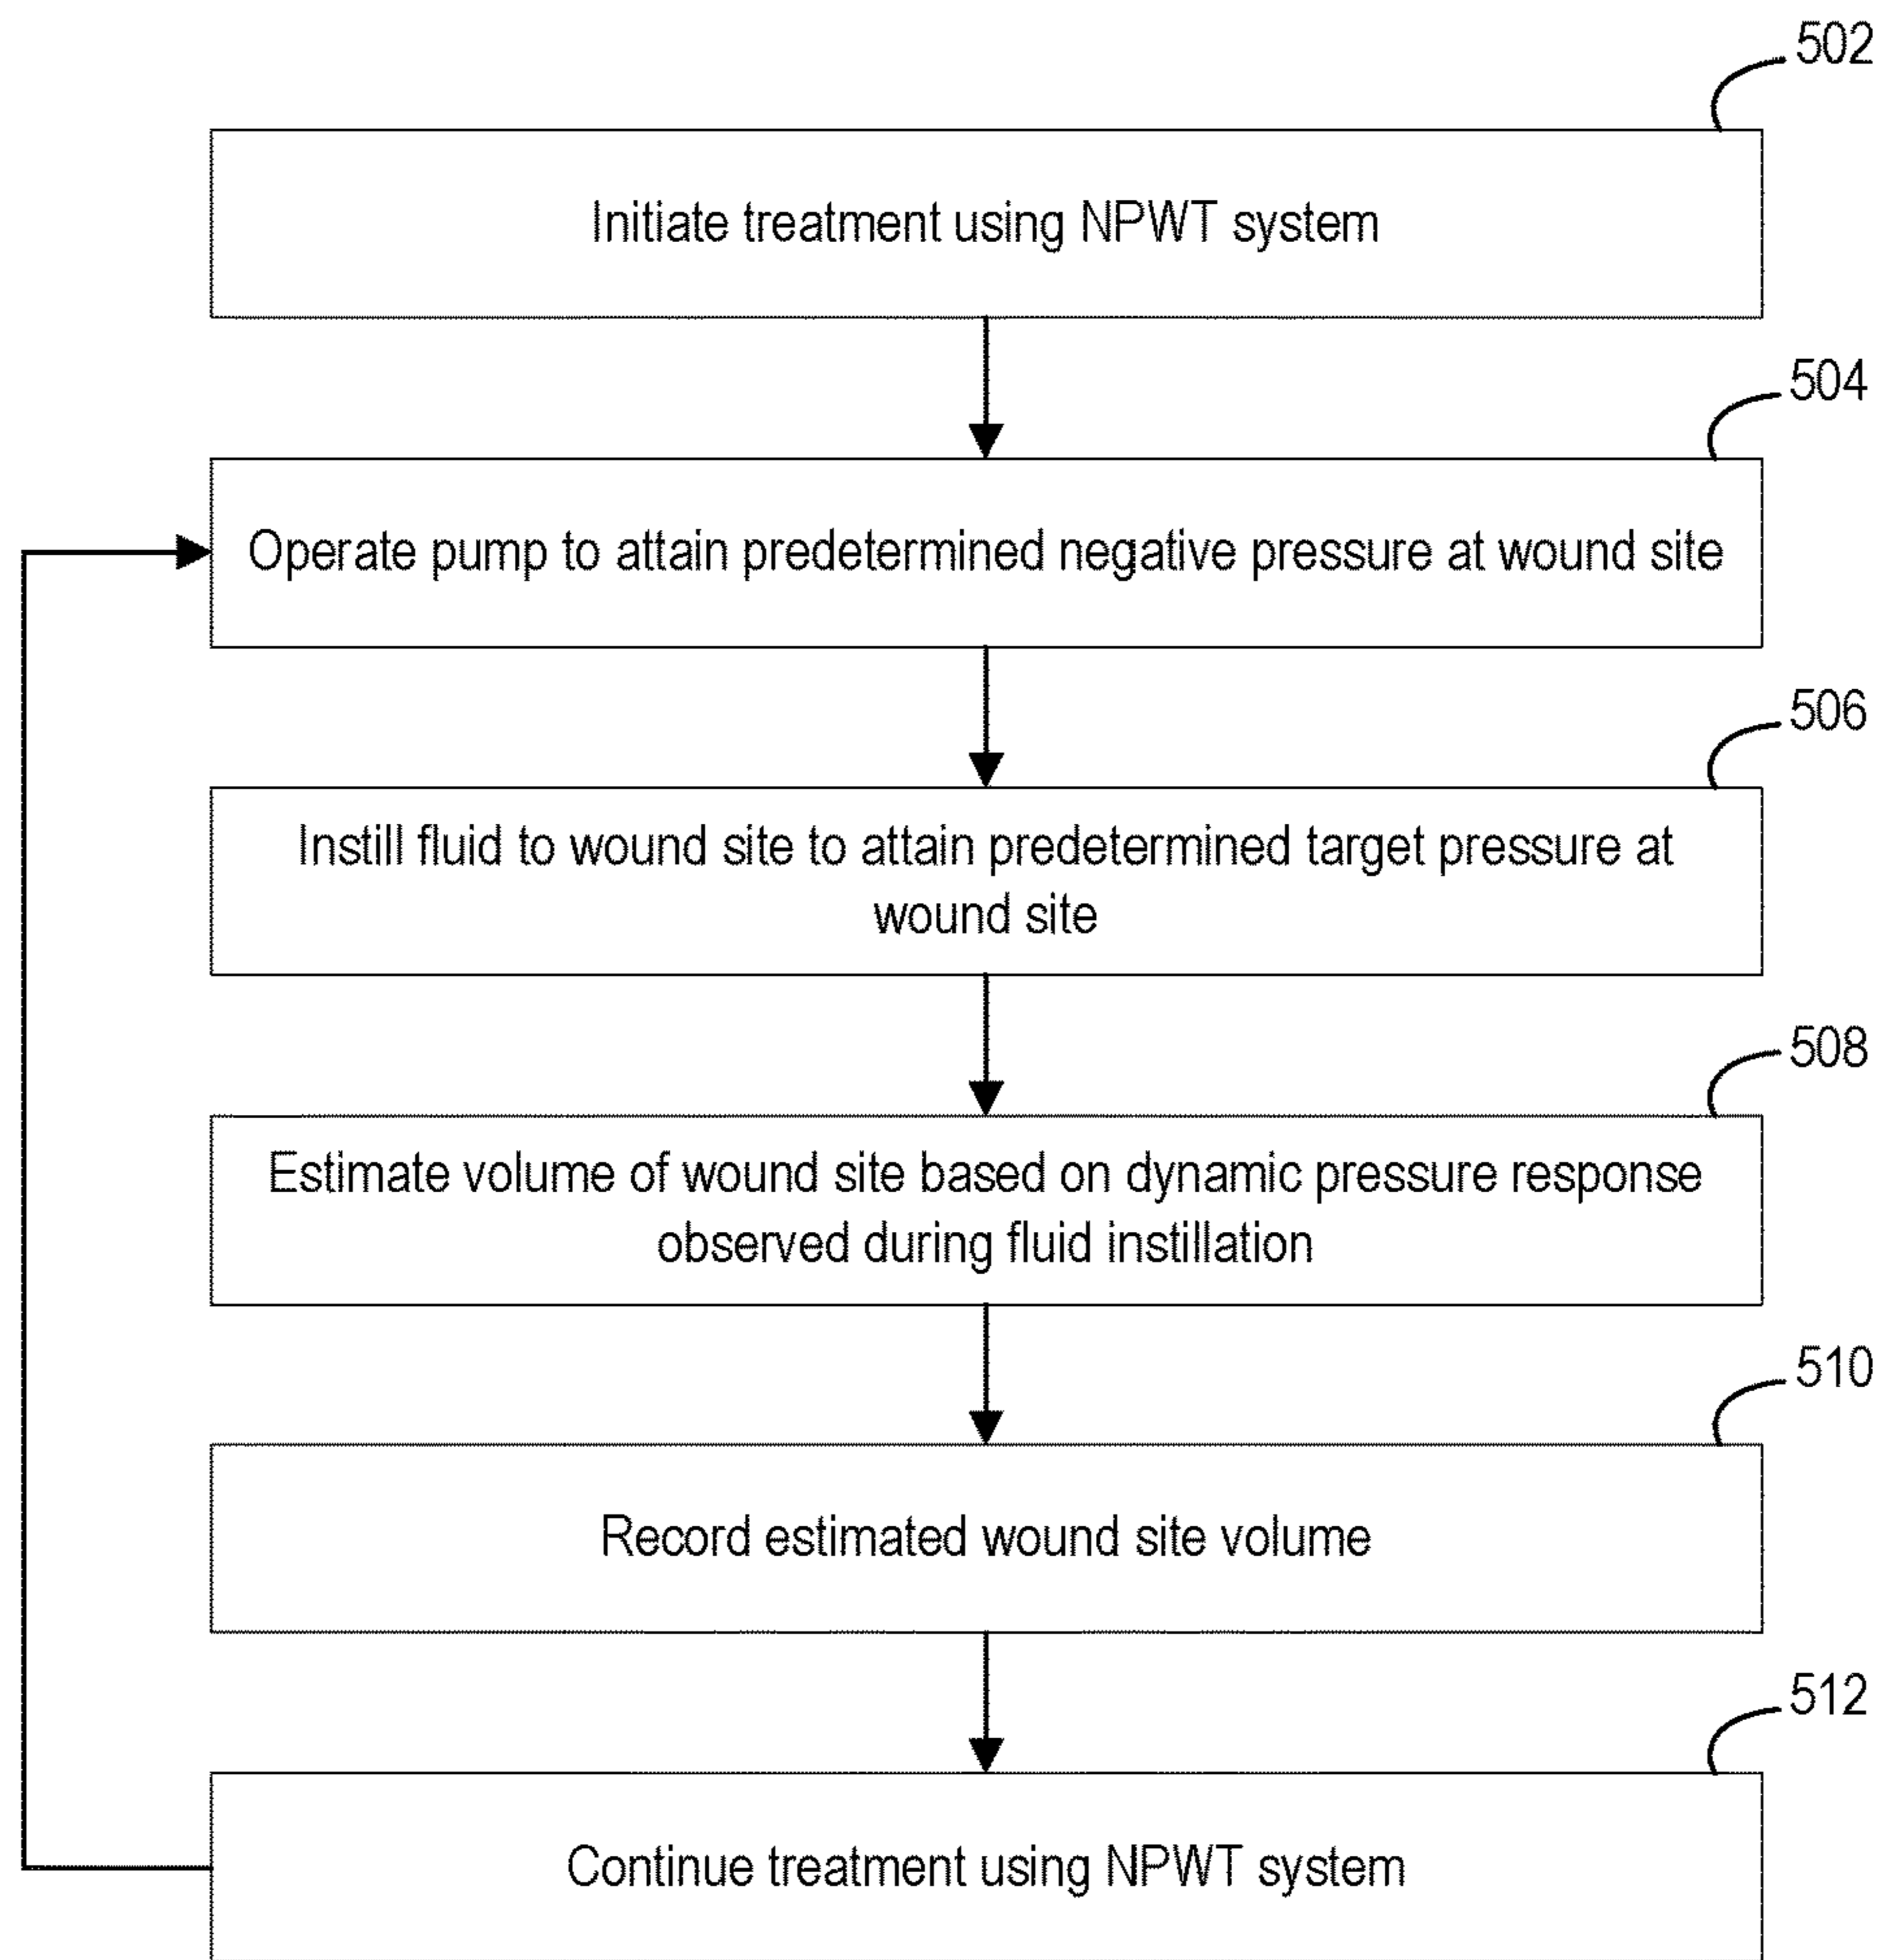 502
Initiate treatment using NPWT system
504
Operate pump to attain predetermined negative pressure at wound site
506
Instill fluid to wound site to attain predetermined target pressure at
wound site
508
Estimate volume of wound site based on dynamic pressure response
observed during fluid instillation
510
Record estimated wound site volume
512
Continue treatment using NPWT system